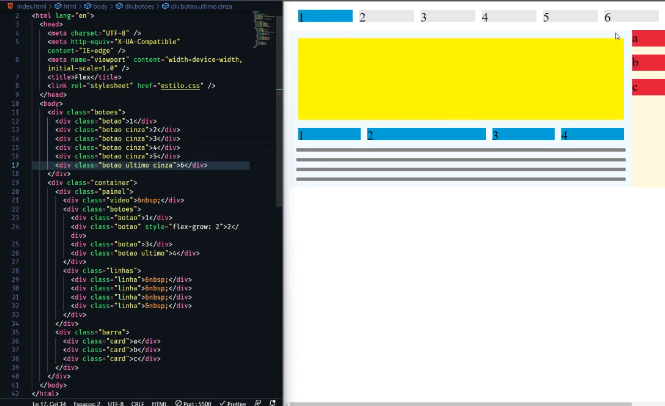 index.html > html > body > div.botoes > div.botao.ultimo.cinza
1 2 3 4 5 6
2 <html lang="en">
3 <head>
4 <meta charset="UTF-8" />
5 <meta http-equiv="X-UA-Compatible"
content="IE=edge" />
6 <meta name="viewport" content="width=device-width,
initial-scale=1.0" />
7 <title>Flex</title>
8 <link rel="stylesheet" href="estilo.css" />
9 </head>
10 <body>
11 <div class="botoes">
12 <div class="botao">1</div>
13 <div class="botao cinza">2</div>
14 <div class="botao cinza">3</div>
15 <div class="botao cinza">4</div>
16 <div class="botao cinza">5</div>
17 <div class="botao ultimo cinza">6</div>
18 </div>
19 <div class="container">
20 <div class="painel">
21 <div class="video">&nbsp;</div>
22 <div class="botoes">
23 <div class="botao">1</div>
24 <div class="botao" style="flex-grow: 2">2</
div>
25 <div class="botao">3</div>
26 <div class="botao ultimo">4</div>
27 </div>
28 <div class="linhas">
29 <div class="linha">&nbsp;</div>
30 <div class="linha">&nbsp;</div>
31 <div class="linha">&nbsp;</div>
32 <div class="linha">&nbsp;</div>
33 </div>
34 </div>
35 <div class="barra">
36 <div class="card">a</div>
37 <div class="card">b</div>
38 <div class="card">c</div>
39 </div>
40 </div>
41 </body>
42 </html>
a
b
c
1 2 3 4
Ln 17, Col 34 Espaços: 2 UTF-8 CRLF HTML Port : 5500 Prettier